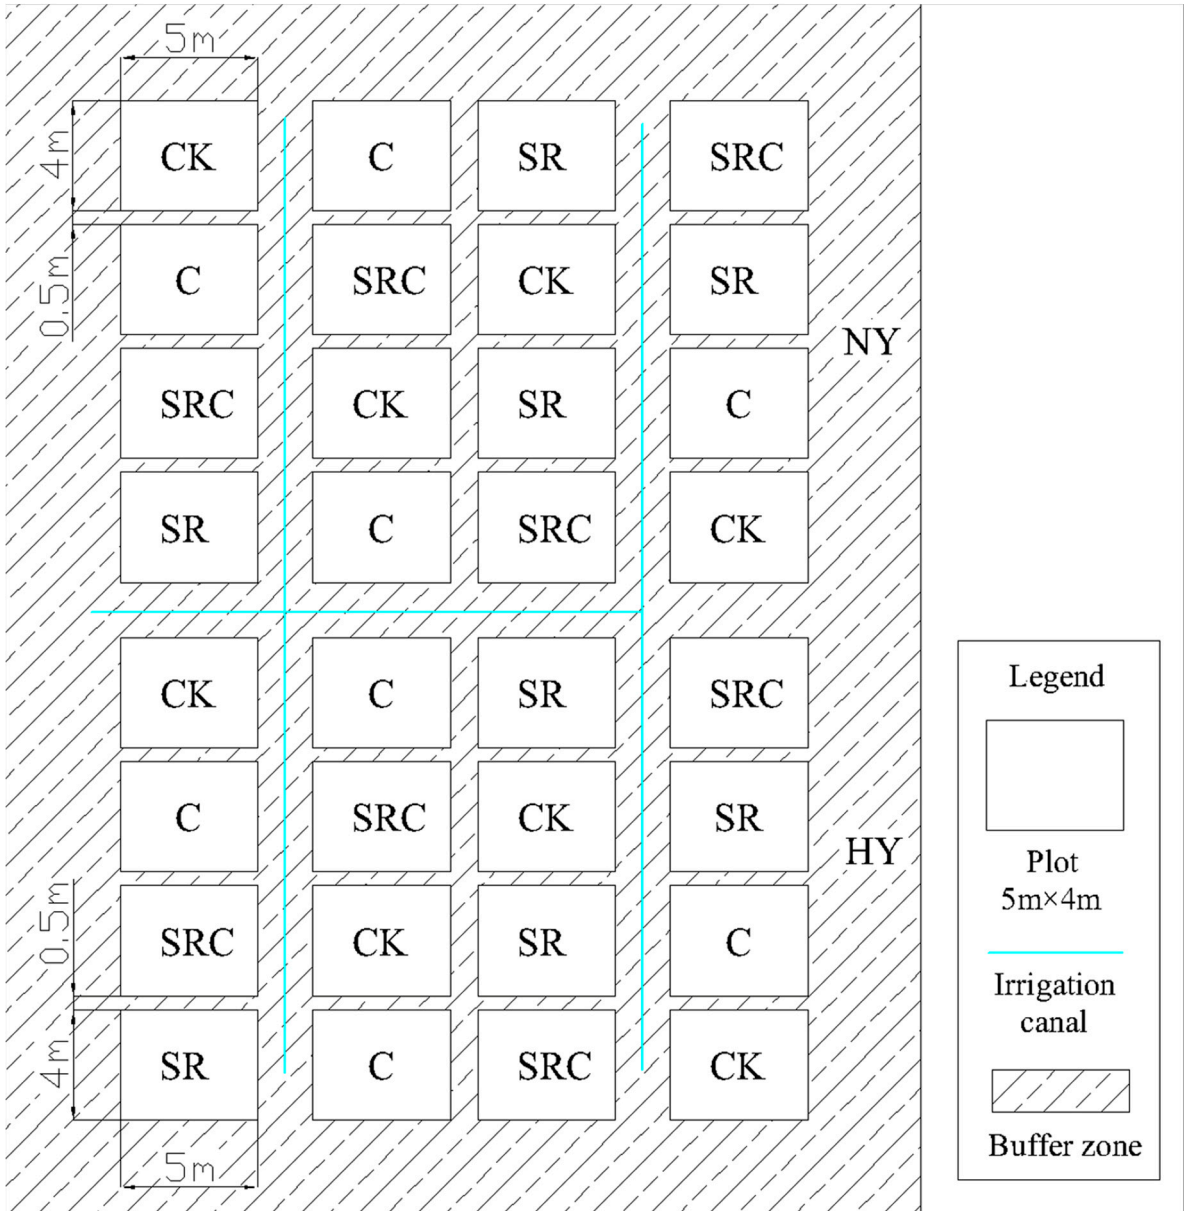 5m
4m
CK C SR SRC
0.5m
C SRC CK SR
NY
SRC CK SR C
SR C SRC CK
CK C SR SRC
C SRC CK SR
HY
0.5m
SRC CK SR C
4m
SR C SRC CK
5m
Legend
Plot
5m×4m
Irrigation
canal
Buffer zone